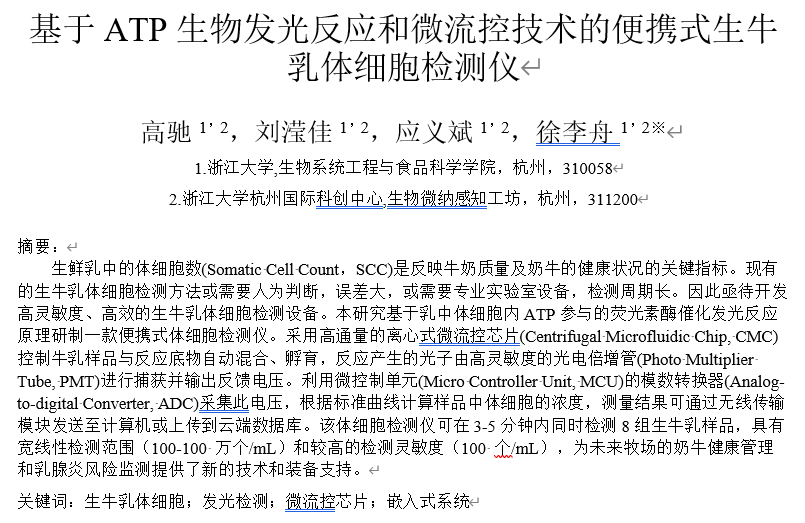 基于 ATP 生物发光反应和微流控技术的便携式生牛
乳体细胞检测仪
高驰 1，2，刘滢佳 1，2，应义斌 1，2，徐李舟 1，2※
1.浙江大学,生物系统工程与食品科学学院，杭州，310058
2.浙江大学杭州国际科创中心,生物微纳感知工坊，杭州，311200
摘要：
生鲜乳中的体细胞数(Somatic Cell Count，SCC)是反映牛奶质量及奶牛的健康状况的关键指标。现有
的生牛乳体细胞检测方法或需要人为判断，误差大，或需要专业实验室设备，检测周期长。因此亟待开发
高灵敏度、高效的生牛乳体细胞检测设备。本研究基于乳中体细胞内 ATP 参与的荧光素酶催化发光反应
原理研制一款便携式体细胞检测仪。采用高通量的离心式微流控芯片(Centrifugal Microfluidic Chip, CMC)
控制牛乳样品与反应底物自动混合、孵育，反应产生的光子由高灵敏度的光电倍增管(Photo Multiplier
Tube, PMT)进行捕获并输出反馈电压。利用微控制单元(Micro Controller Unit, MCU)的模数转换器(Analog-
to-digital Converter, ADC)采集此电压，根据标准曲线计算样品中体细胞的浓度，测量结果可通过无线传输
模块发送至计算机或上传到云端数据库。该体细胞检测仪可在 3-5 分钟内同时检测 8 组生牛乳样品，具有
宽线性检测范围（100-100 万个/mL）和较高的检测灵敏度（100 个/mL），为未来牧场的奶牛健康管理
和乳腺炎风险监测提供了新的技术和装备支持。
关键词：生牛乳体细胞；发光检测；微流控芯片；嵌入式系统